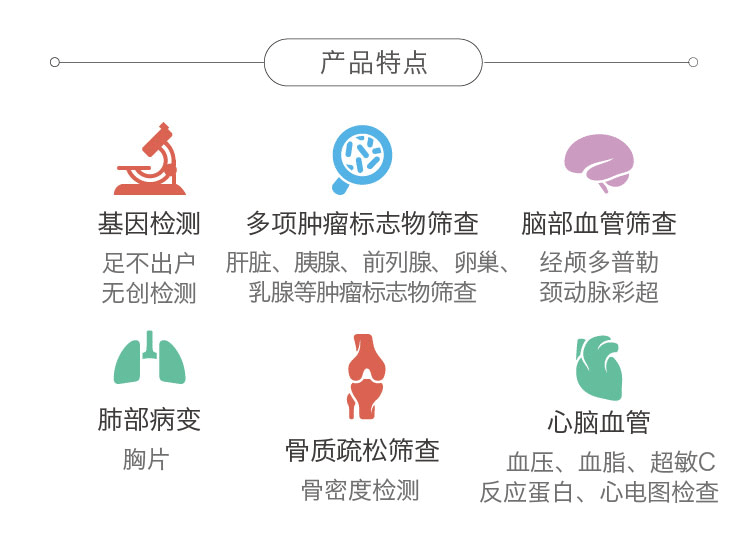 产品特点
基因检测
足不出户
无创检测
多项肿瘤标志物筛查
肝脏、胰腺、前列腺、卵巢、
乳腺等肿瘤标志物筛查
脑部血管筛查
经颅多普勒
颈动脉彩超
肺部病变
胸片
骨质疏松筛查
骨密度检测
心脑血管
血压、血脂、超敏C
反应蛋白、心电图检查